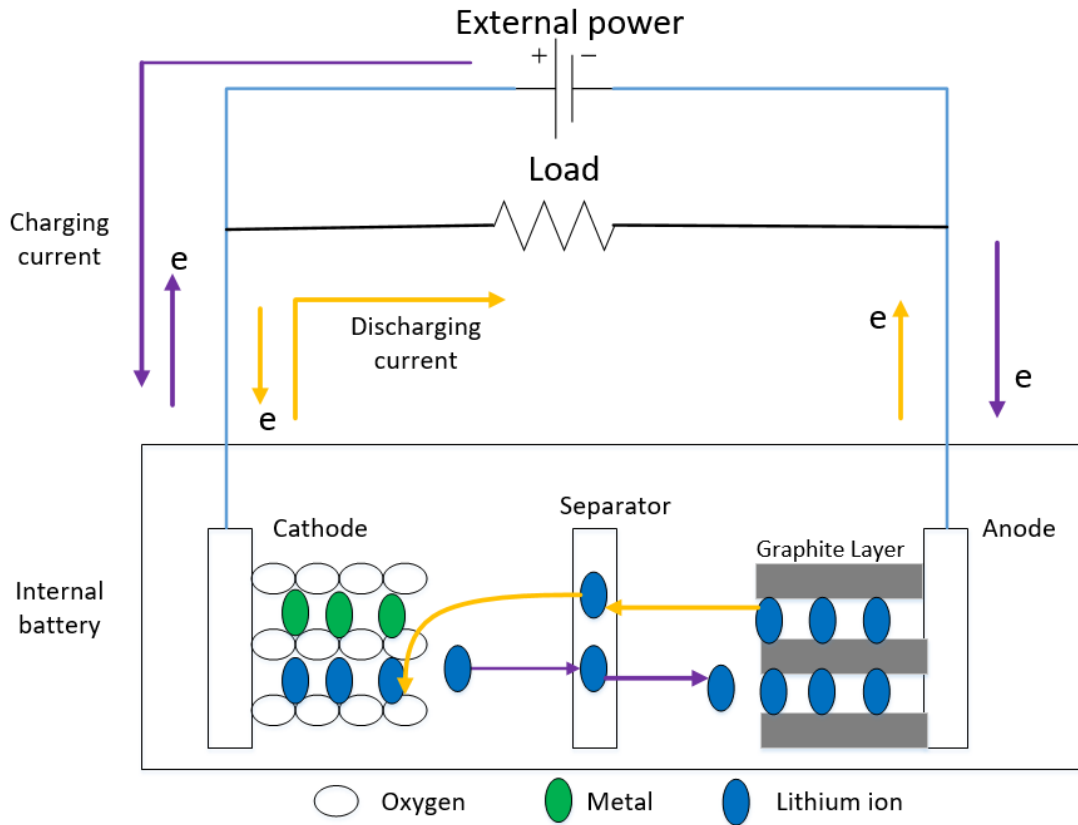 External power
+ −
Load
Charging
current
e
e
Discharging
current
e
e
Cathode
Separator
Anode
Graphite Layer
Internal
battery
Oxygen
Metal
Lithium ion